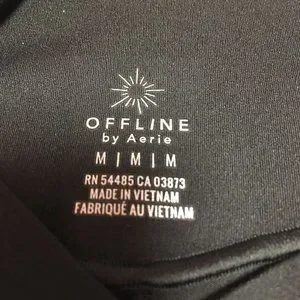 OFFLINE
by Aerie
M | M | M
RN 54485 CA 03873
MADE IN VIETNAM
FABRIQUÉ AU VIETNAM